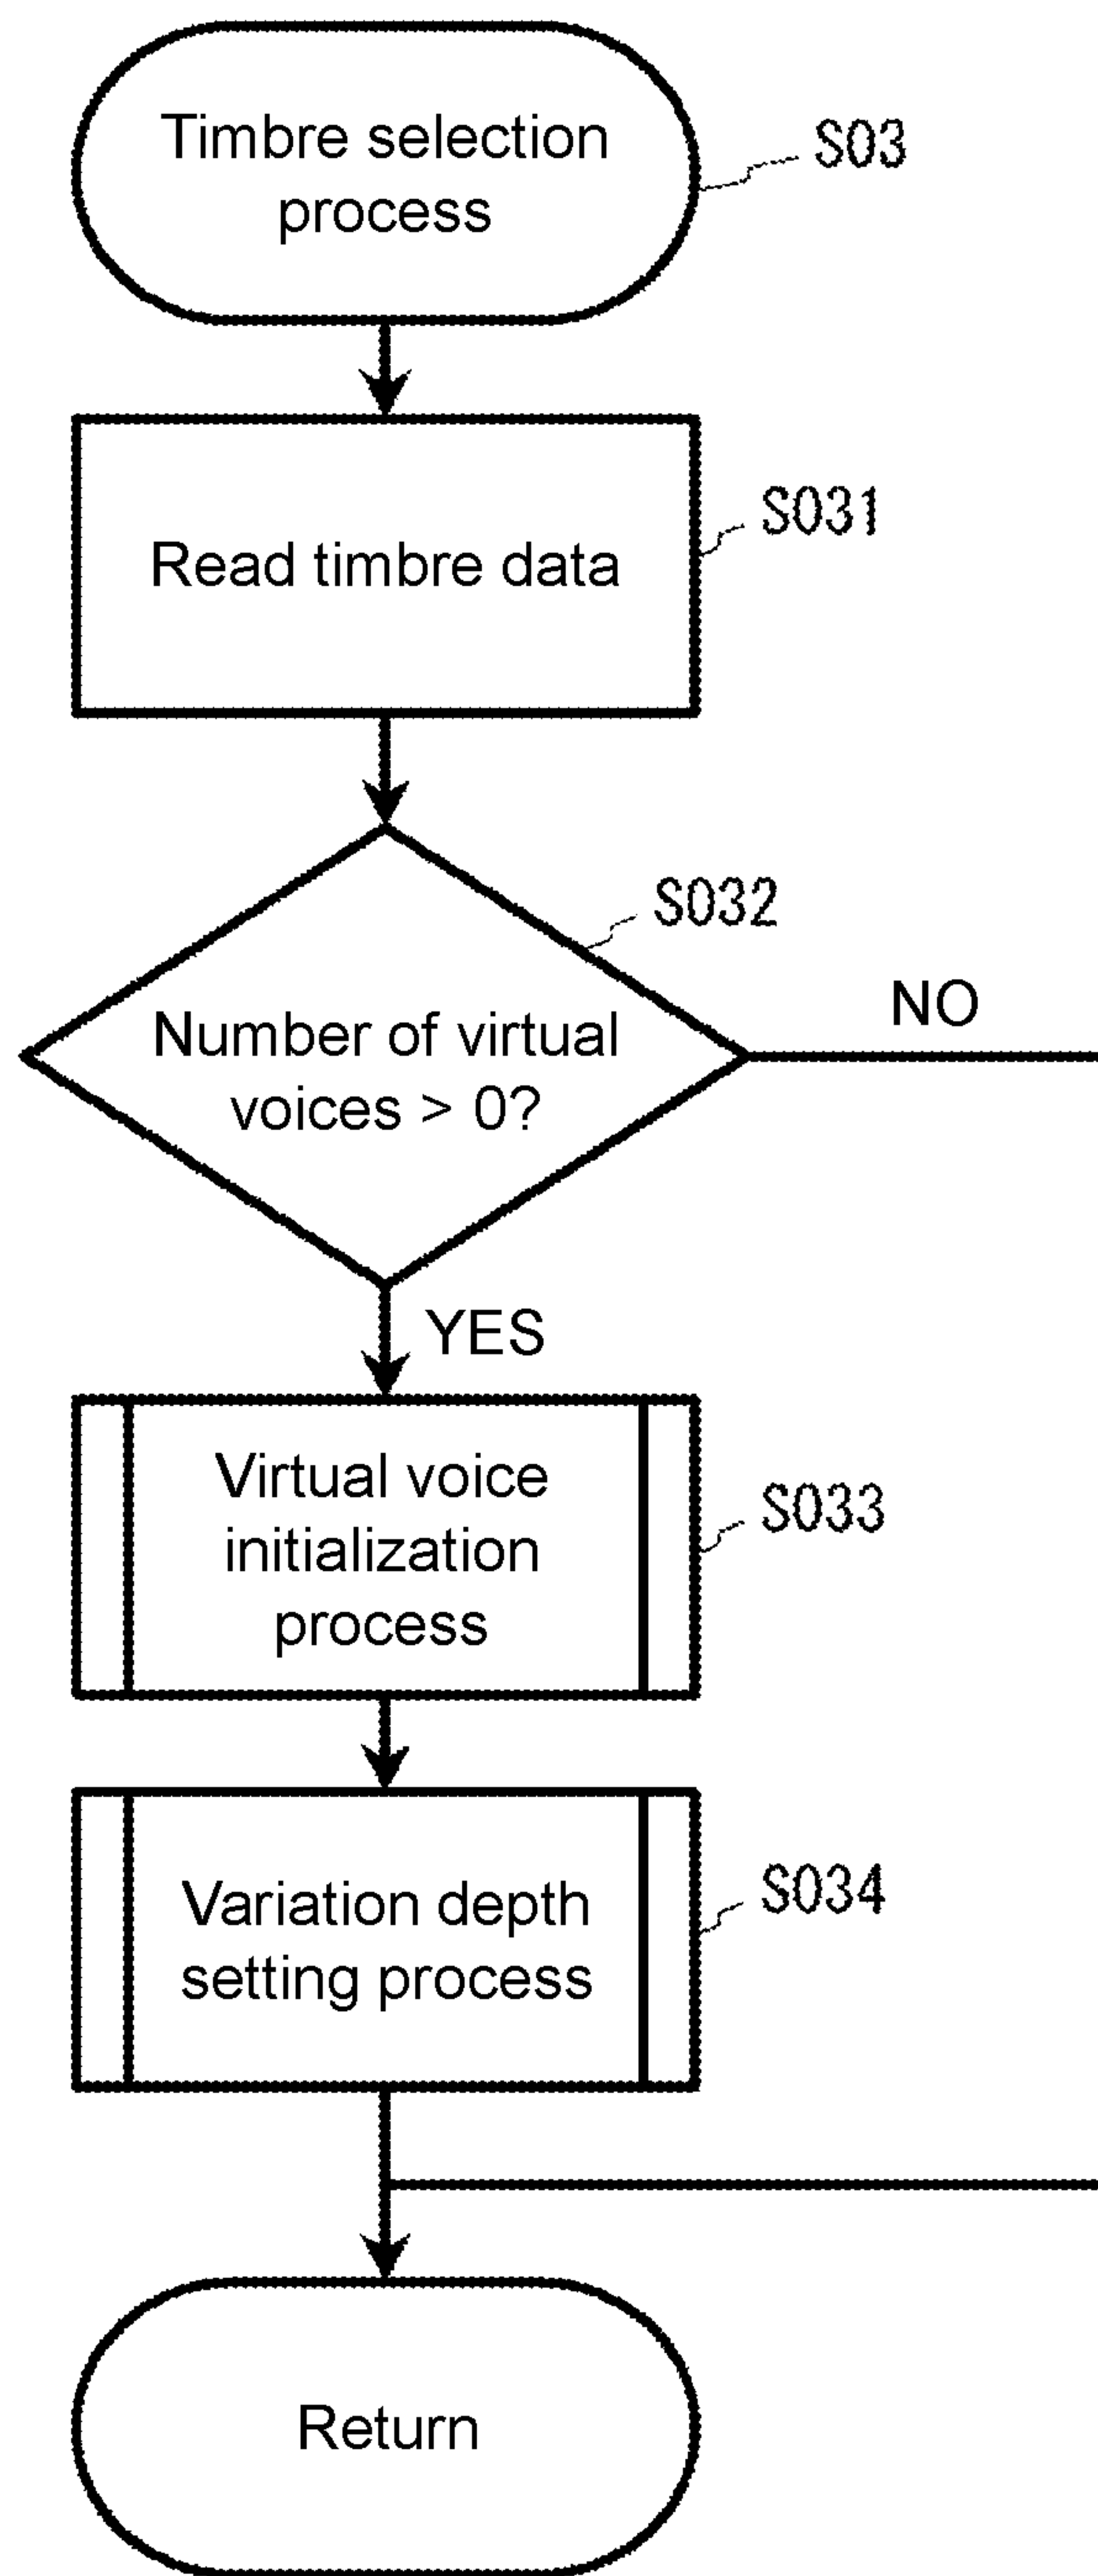 Timbre selection
process
S03
Read timbre data
S031
S032
Number of virtual
voices > 0?
NO
YES
Virtual voice
initialization
process
S033
Variation depth
setting process
S034
Return